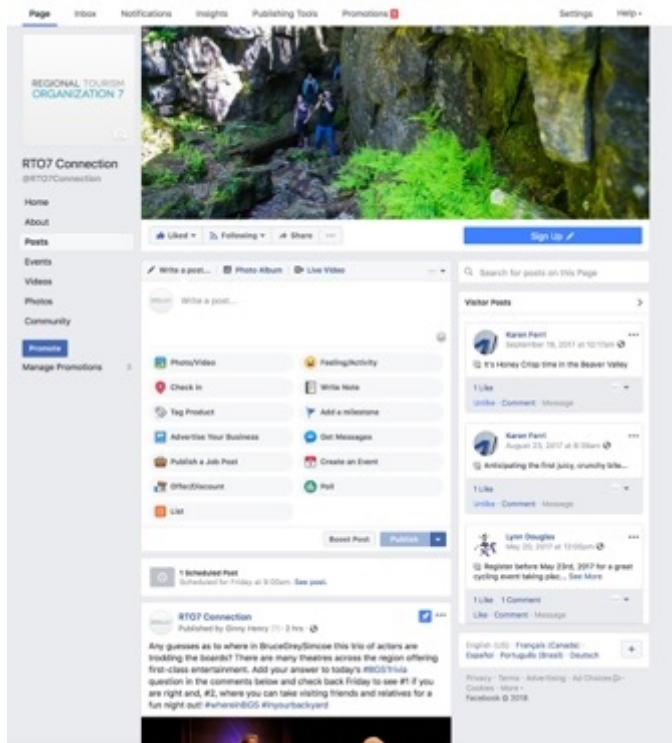 Page Inbox Notifications Insights Publishing Tools Promotions Settings Help
REGIONAL TOURISM
ORGANIZATION 7
RTO7 Connection
@RTO7Connection
Home
About
Posts
Events
Videos
Photos
Community
Promote
Manage Promotions
Liked Following Share
Sign Up
Write a post... Photo Album Live Video
Write a post...
Photo/Video Feeling/Activity
Check in Write Note
Tag Product Add a milestone
Advertise Your Business Get Messages
Publish a Job Post Create an Event
Offer/Discount Poll
List
Boost Post Publish
1 Scheduled Post
Scheduled for Friday at 9:00am. See post.
RTO7 Connection
Published by Ginny Henry · 2 hrs ·
Any guesses as to where in BruceGreySimcoe this trio of actors are
trodding the boards? There are many theatres across the region offering
first-class entertainment. Add your answer to today's #BGSTrivia
question in the comments below and check back Friday to see #1 if you
are right and, #2, where you can take visiting friends and relatives for a
fun night out! #whereinBGS #inyourbackyard
Search for posts on this Page
Visitor Posts
Karen Ferri
September 18, 2017 at
It's Honey Crisp time in the Beaver Valley
1 Like
Unlike · Comment · Message
Karen Ferri
August 23, 2017 at
Anticipating the first juicy, crunchy bite...
1 Like
Unlike · Comment · Message
Lynn Douglas
May 20, 2017 at
Register before May 23rd, 2017 for a great
cycling event taking plac... See More
1 Like 1 Comment
Like · Comment · Message
English (US) · Français (Canada) ·
Español · Português (Brasil) · Deutsch
Privacy · Terms · Advertising · Ad Choices ·
Cookies · More
Facebook © 2018